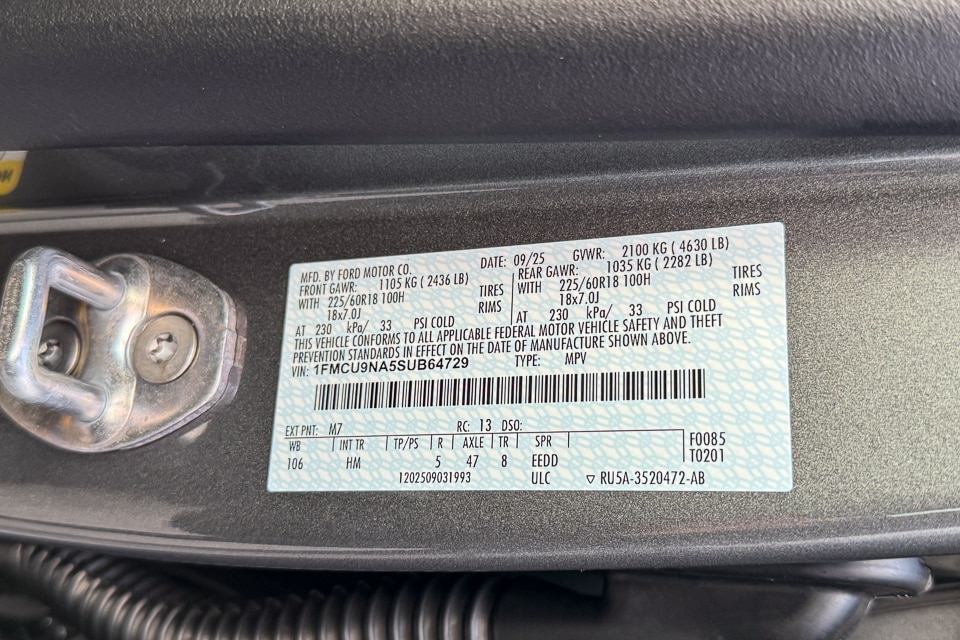 MFD. BY FORD MOTOR CO. DATE: 09/25 GVWR: 2100 KG ( 4630 LB)
FRONT GAWR: 1105 KG ( 2436 LB) REAR GAWR: 1035 KG ( 2282 LB)
WITH 225/60R18 100H TIRES WITH 225/60R18 100H TIRES
18x7.0J RIMS 18x7.0J RIMS
AT 230 kPa/ 33 PSI COLD AT 230 kPa/ 33 PSI COLD
THIS VEHICLE CONFORMS TO ALL APPLICABLE FEDERAL MOTOR VEHICLE SAFETY AND THEFT
PREVENTION STANDARDS IN EFFECT ON THE DATE OF MANUFACTURE SHOWN ABOVE.
VIN: 1FMCU9NA5SUB64729 TYPE: MPV
EXT PNT: M7 RC: 13 DSO:
WB INT TR TP/PS R AXLE TR SPR F0085
106 HM 5 47 8 EEDD T0201
1202509031993 ULC ▽ RU5A-3520472-AB